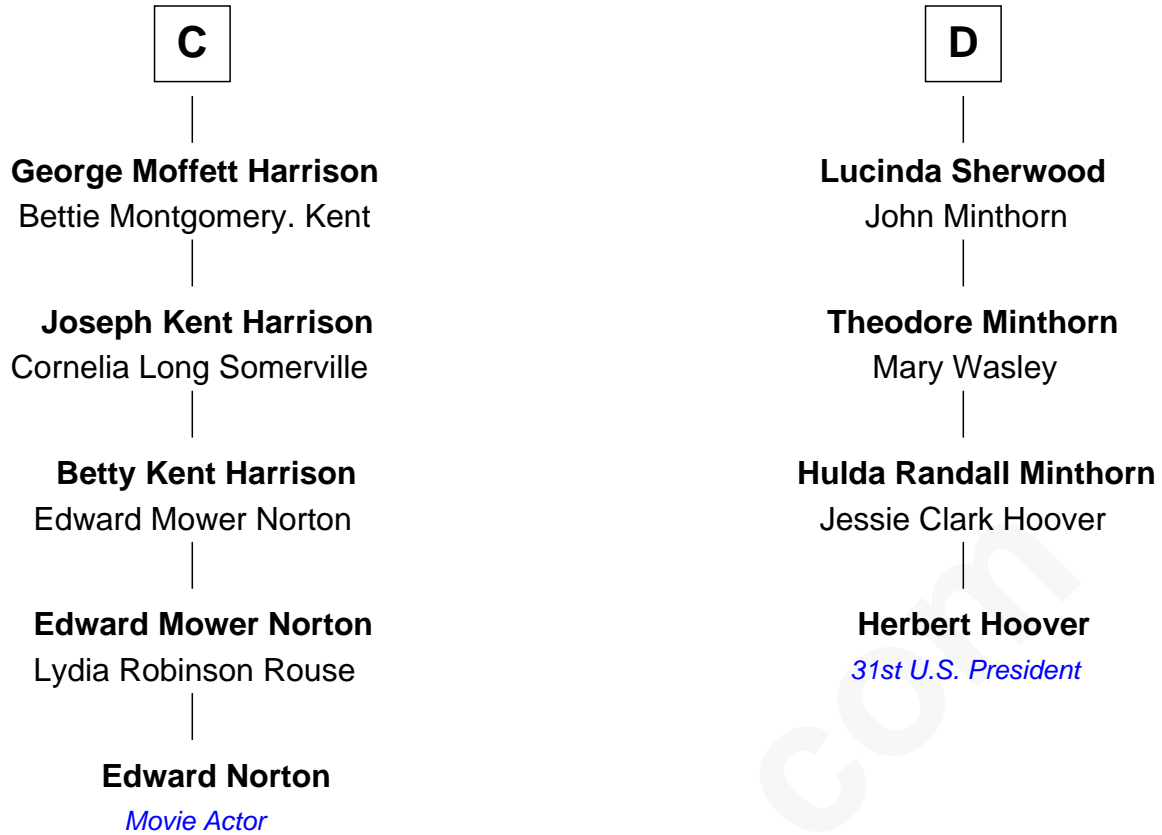 C
George Moffett Harrison
Bettie Montgomery. Kent
Joseph Kent Harrison
Cornelia Long Somerville
Betty Kent Harrison
Edward Mower Norton
Edward Mower Norton
Lydia Robinson Rouse
Edward Norton
Movie Actor
D
Lucinda Sherwood
John Minthorn
Theodore Minthorn
Mary Wasley
Hulda Randall Minthorn
Jessie Clark Hoover
Herbert Hoover
31st U.S. President
com